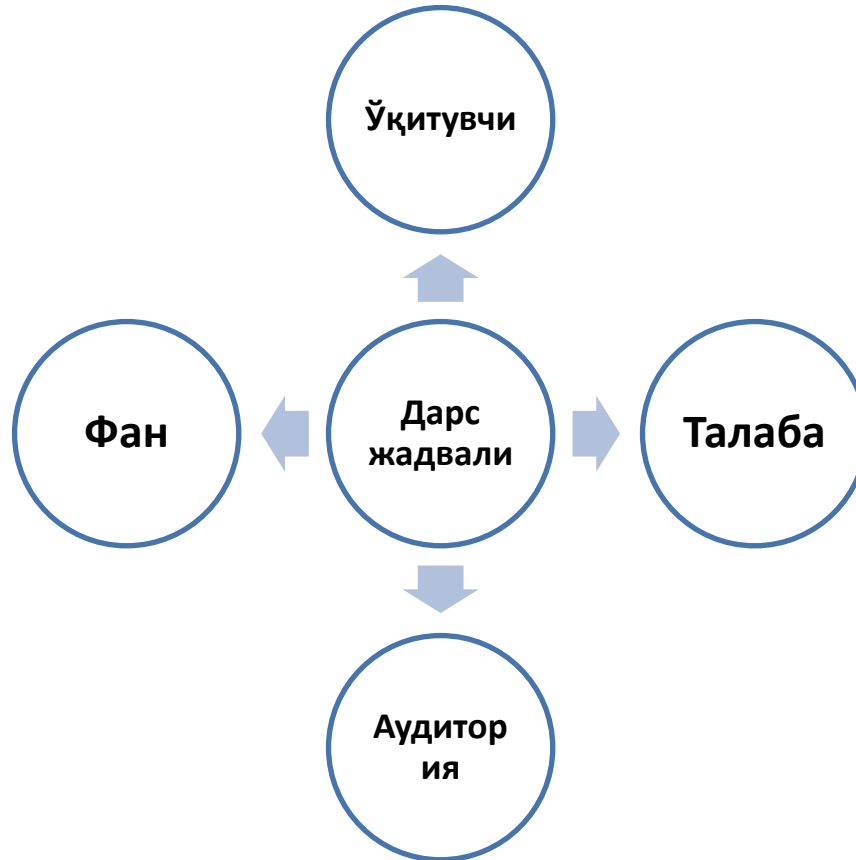 Ўқитувчи
Фан
Дарс
жадвали
Талаба
Аудитор
ия